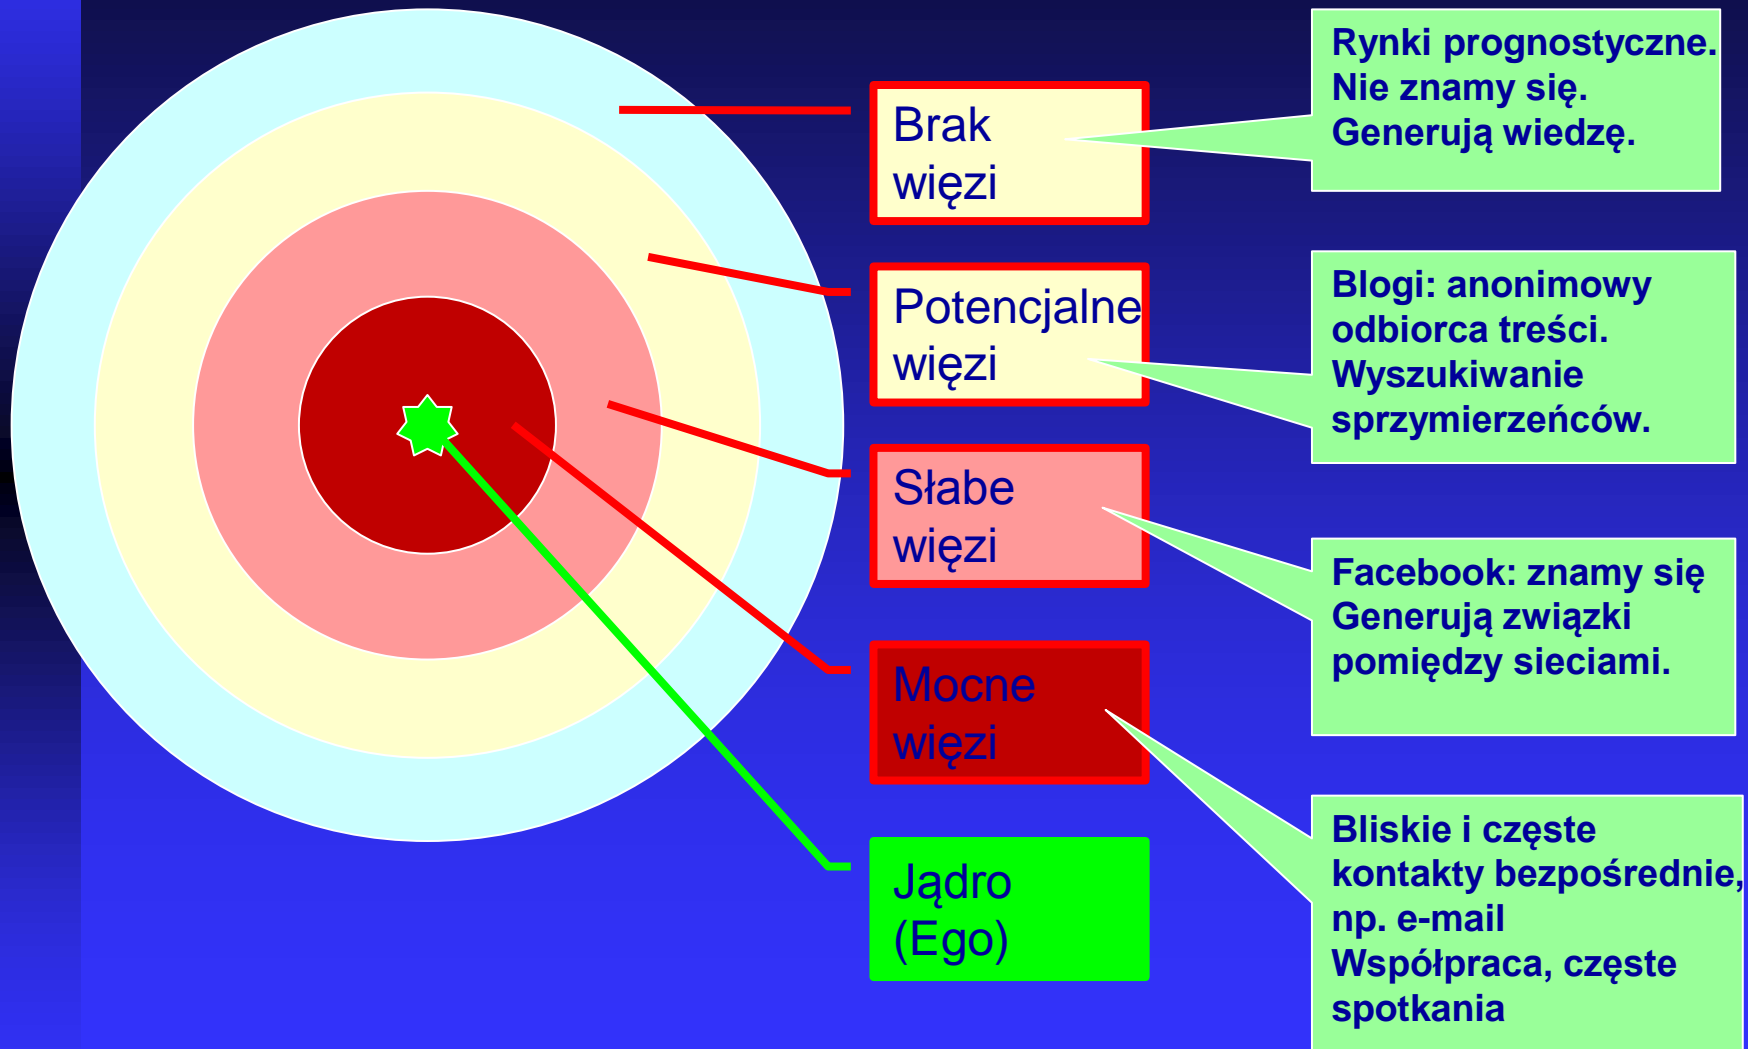 Brak
więzi
Rynki prognostyczne.
Nie znamy się.
Generują wiedzę.
Potencjalne
więzi
Blogi: anonimowy
odbiorca treści.
Wyszukiwanie
sprzymierzeńców.
Słabe
więzi
Facebook: znamy się
Generują związki
pomiędzy sieciami.
Mocne
więzi
Bliskie i częste
kontakty bezpośrednie,
np. e-mail
Współpraca, częste
spotkania
Jądro
(Ego)